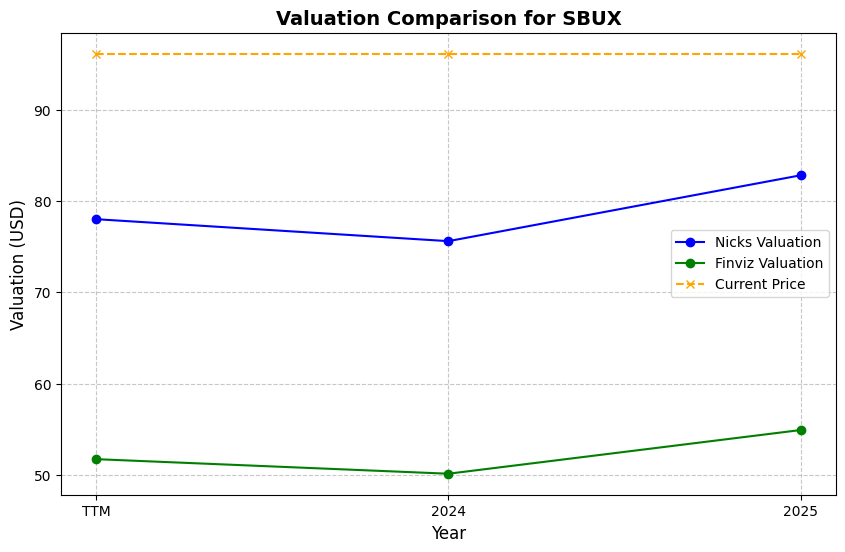 Valuation Comparison for SBUX
Valuation (USD)
90
80
70
60
50
Nicks Valuation
Finviz Valuation
Current Price
TTM
2024
2025
Year